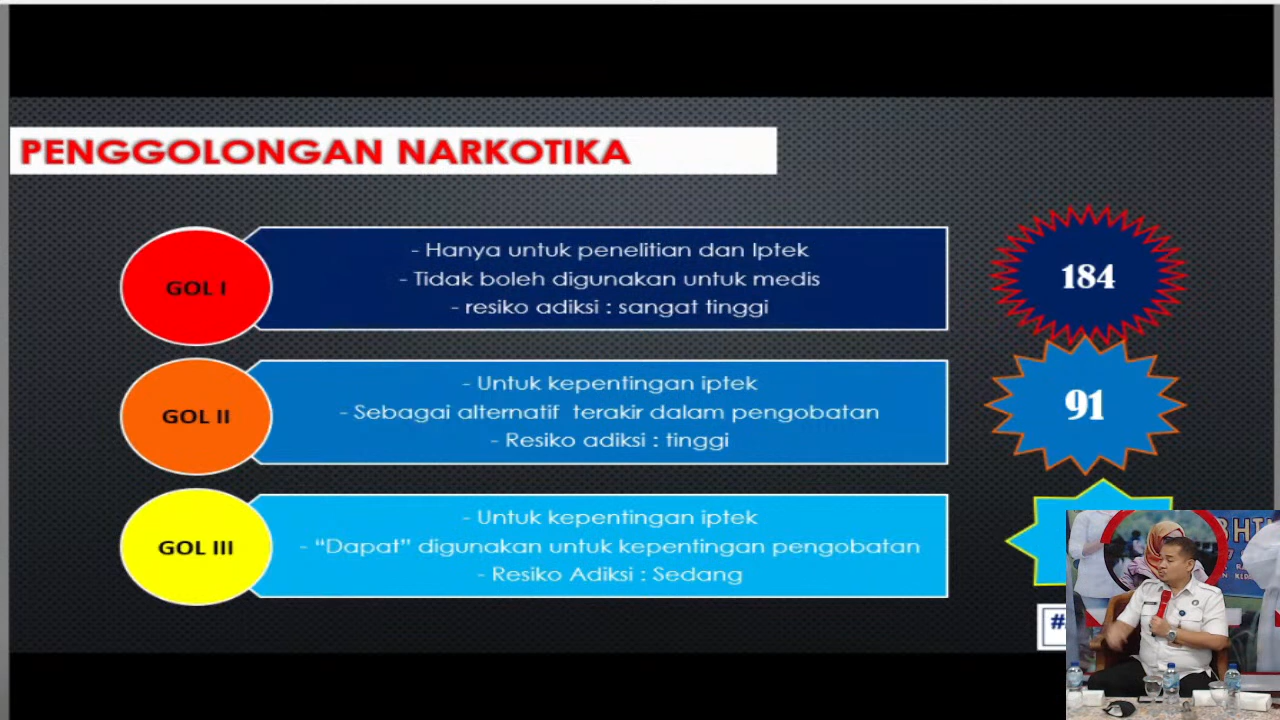 PENGGOLONGAN NARKOTIKA
GOL I
- Hanya untuk penelitian dan Iptek
- Tidak boleh digunakan untuk medis
- resiko adiksi : sangat tinggi
184
GOL II
- Untuk kepentingan iptek
- Sebagai alternatif terakir dalam pengobatan
- Resiko adiksi : tinggi
91
GOL III
- Untuk kepentingan iptek
- “Dapat” digunakan untuk kepentingan pengobatan
- Resiko Adiksi : Sedang
#